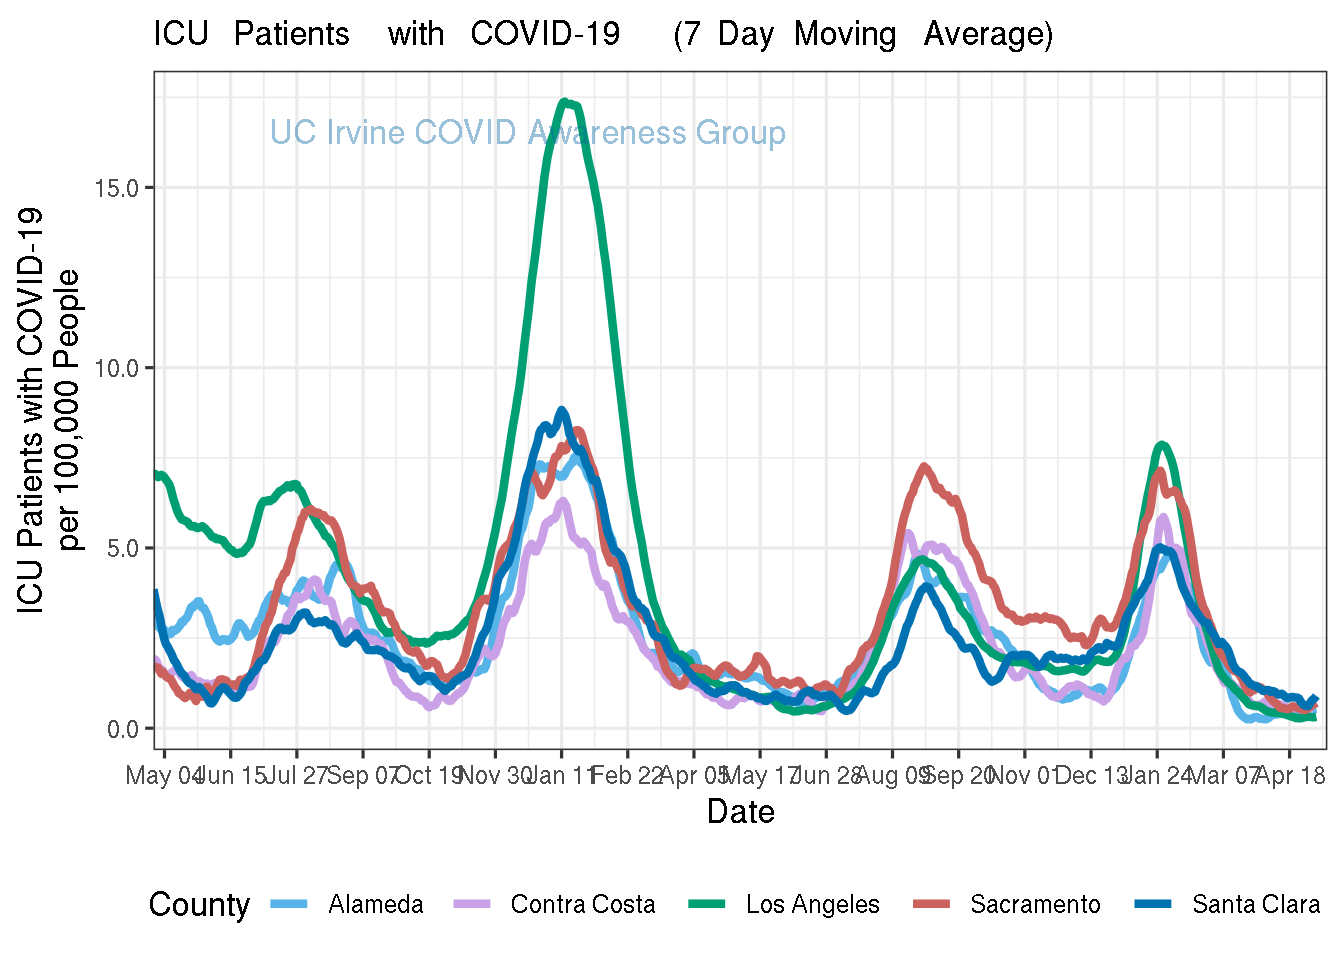 ICU Patients with COVID-19 (7 Day Moving Average)
UC Irvine COVID Awareness Group
ICU Patients with COVID-19
per 100,000 People
15.0
10.0
5.0
0.0
May 04 Jun 15 Jul 27 Sep 07 Oct 19 Nov 30 Jan 11 Feb 22 Apr 05 May 17 Jun 28 Aug 09 Sep 20 Nov 01 Dec 13 Jan 24 Mar 07 Apr 18
Date
County Alameda Contra Costa Los Angeles Sacramento Santa Clara